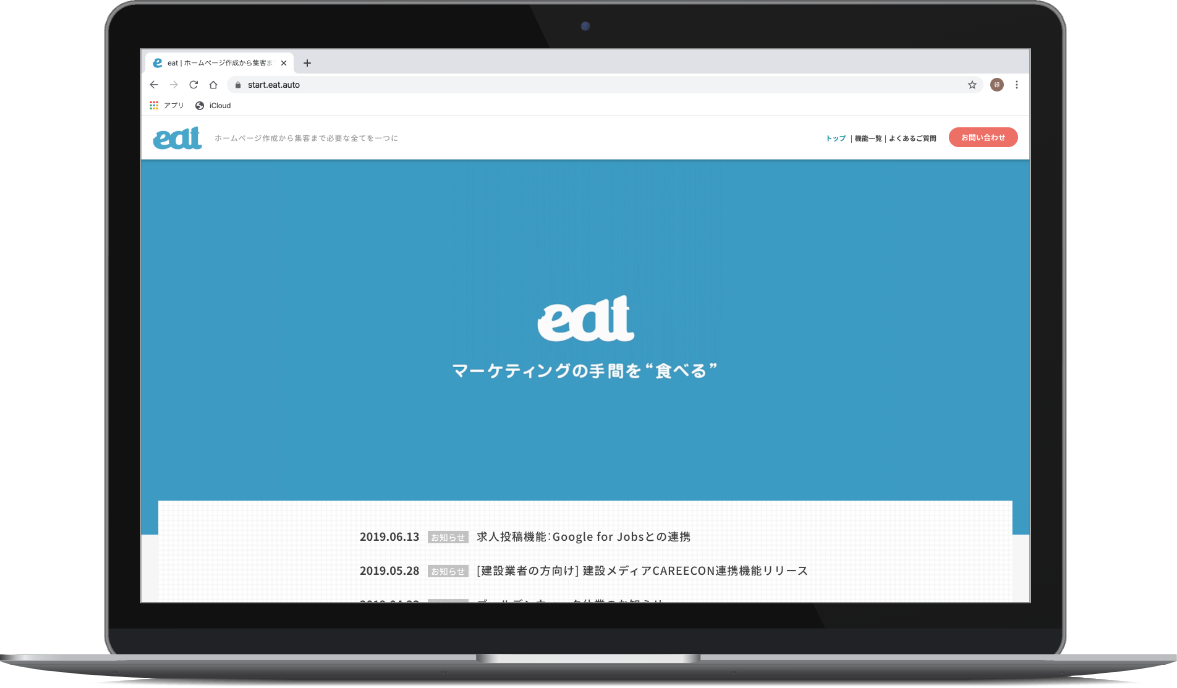 eat | ホームページ作成から集客ま
start.eat.auto
アプリ iCloud
eat ホームページ作成から集客まで必要な全てを一つに トップ | 機能一覧 | よくあるご質問 お問い合わせ
eat
マーケティングの手間を“食べる”
2019.06.13 お知らせ 求人投稿機能：Google for Jobsとの連携
2019.05.28 お知らせ [建設業者の方向け] 建設メディアCAREECON連携機能リリース